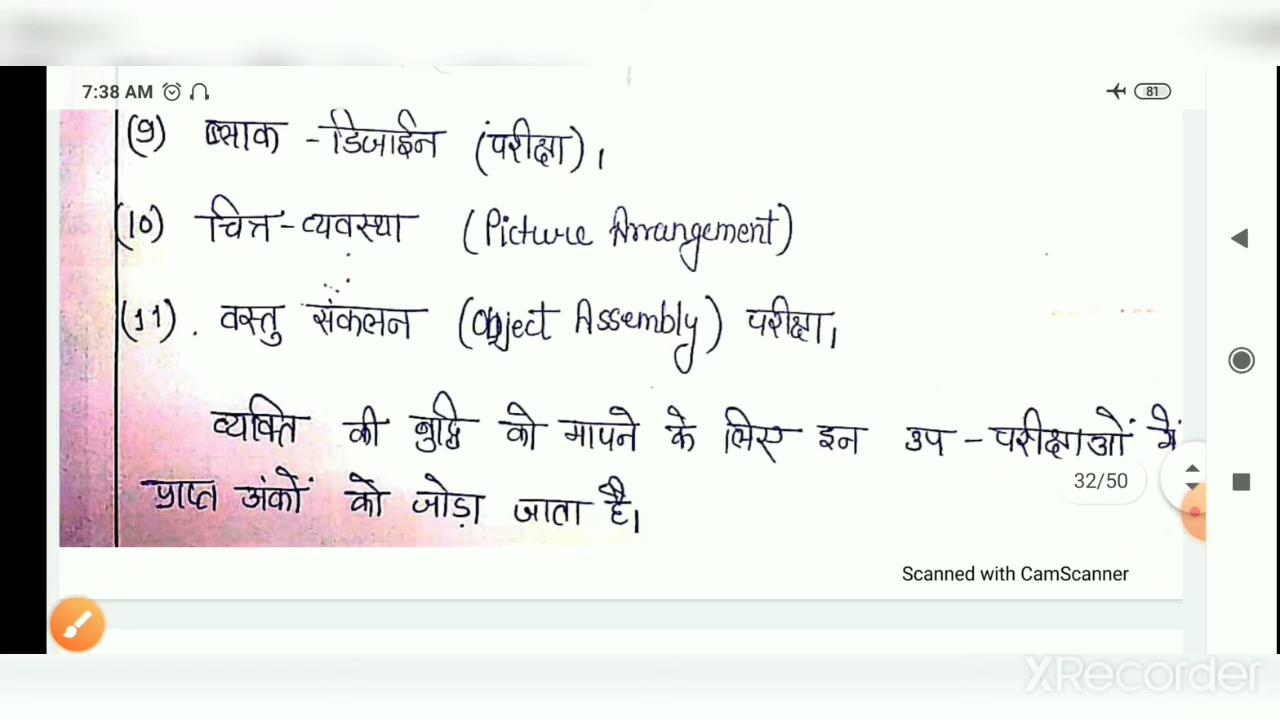 7:38 AM
81
(9) ब्लाक - डिजाईन (परीक्षा)।
(10) चित्त - व्यवस्था (Picture Arrangement)
(11). वस्तु संकलन (Object Assembly) परीक्षा।
व्यक्ति की बुद्धि को मापने के लिए इन उप - परीक्षाओं में
प्राप्त अंकों को जोड़ा जाता है।
32/50
Scanned with CamScanner
XRecorder